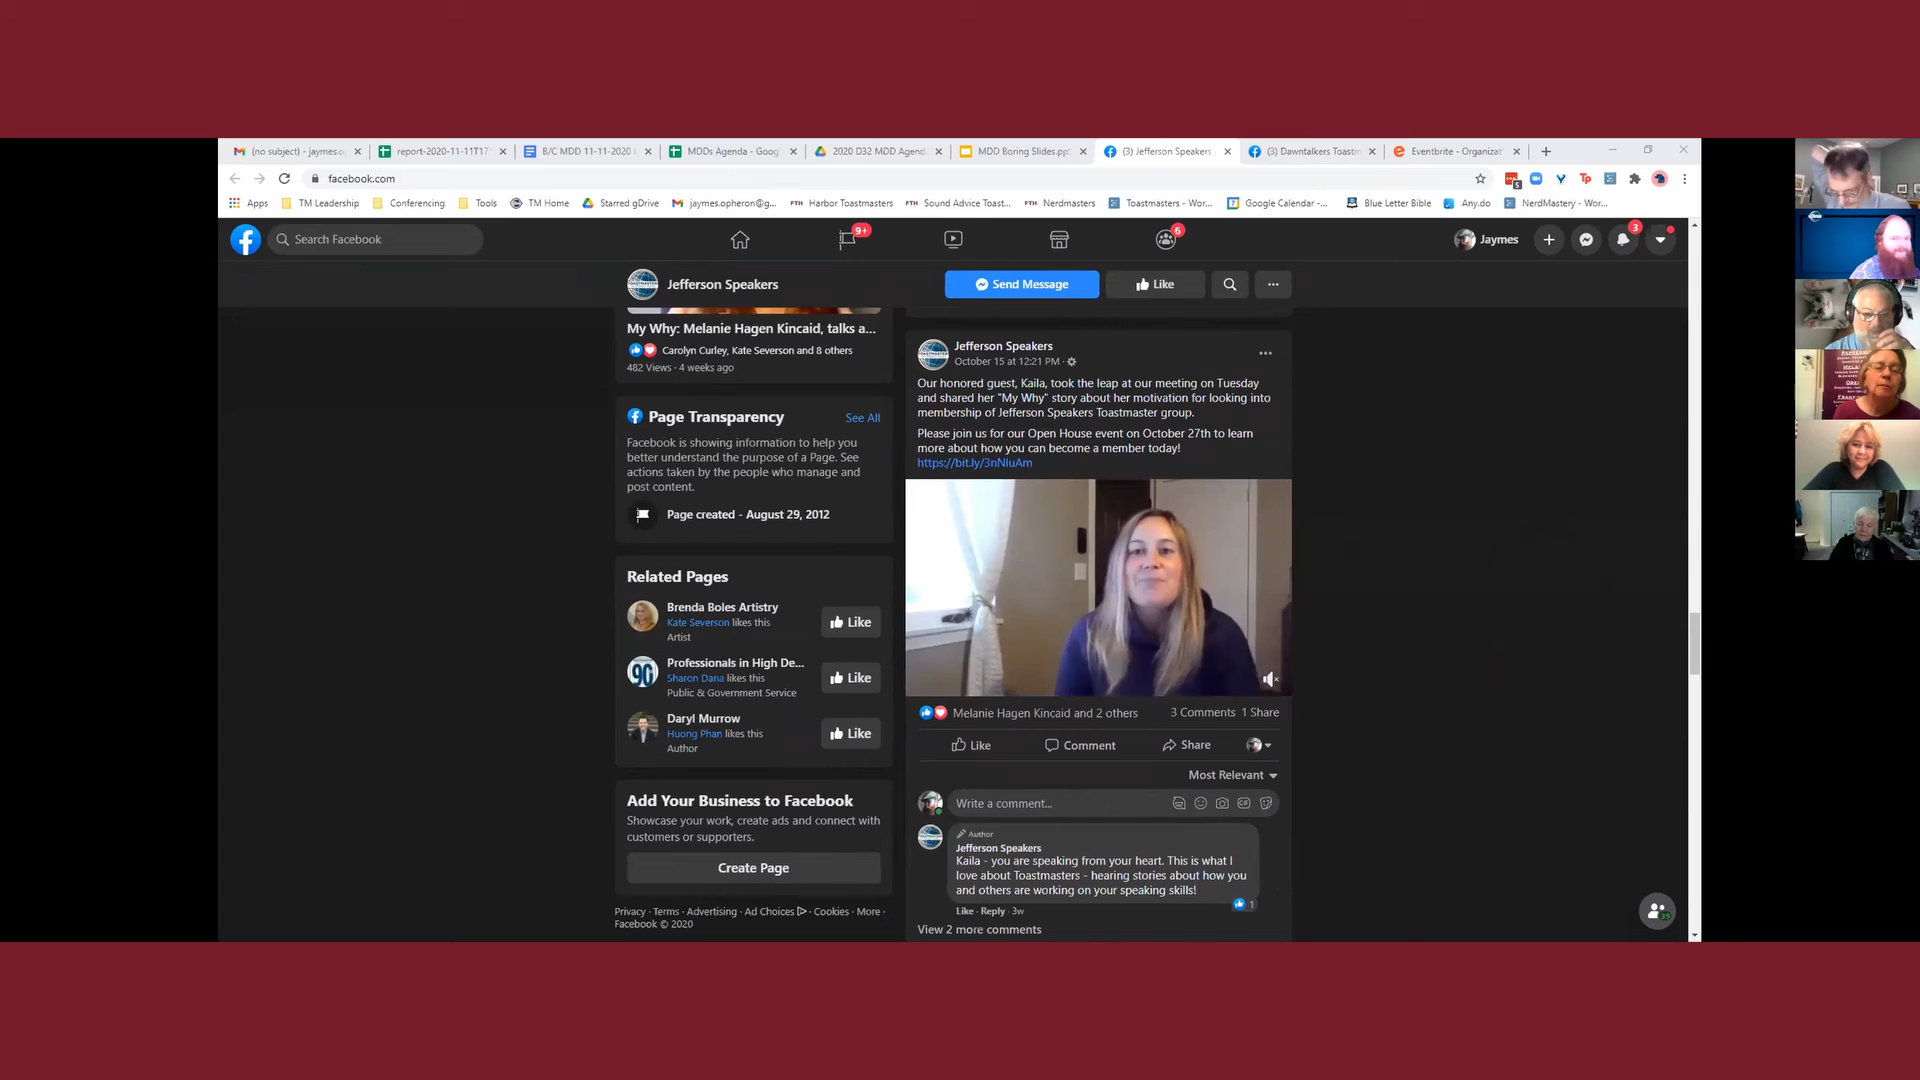 (no subject) - jaymes.o
report-2020-11-11T17
B/C MDD 11-11-2020
MDDs Agenda - Goog
2020 D32 MDD Agend
MDD Boring Slides.pp
(3) Jefferson Speakers
(3) Dawntalkers Toastm
Eventbrite - Organizat
facebook.com
5
Apps
TM Leadership
Conferencing
Tools
TM Home
Starred gDrive
jaymes.opheron@g...
FTH Harbor Toastmasters
FTH Sound Advice Toast...
FTH Nerdmasters
Toastmasters - Wor...
Google Calendar -...
Blue Letter Bible
Any.do
NerdMastery - Wor...
Search Facebook
9+
6
Jaymes
3
Jefferson Speakers
Send Message
Like
My Why: Melanie Hagen Kincaid, talks a...
Carolyn Curley, Kate Severson and 8 others
482 Views · 4 weeks ago
Page Transparency
See All
Facebook is showing information to help you
better understand the purpose of a Page. See
actions taken by the people who manage and
post content.
Page created - August 29, 2012
Related Pages
Brenda Boles Artistry
Kate Severson likes this
Artist
Like
Professionals in High De...
Sharon Dana likes this
Public & Government Service
Like
Daryl Murrow
Huong Phan likes this
Author
Like
Add Your Business to Facebook
Showcase your work, create ads and connect with
customers or supporters.
Create Page
Privacy · Terms · Advertising · Ad Choices · Cookies · More ·
Facebook © 2020
Jefferson Speakers
October 15 at 12:21 PM ·
Our honored guest, Kaila, took the leap at our meeting on Tuesday
and shared her "My Why" story about her motivation for looking into
membership of Jefferson Speakers Toastmaster group.
Please join us for our Open House event on October 27th to learn
more about how you can become a member today!
https://bit.ly/3nNIuAm
Melanie Hagen Kincaid and 2 others
3 Comments 1 Share
Like
Comment
Share
Most Relevant
Write a comment...
Author
Jefferson Speakers
Kaila - you are speaking from your heart. This is what I
love about Toastmasters - hearing stories about how you
and others are working on your speaking skills!
1
Like · Reply · 3w
View 2 more comments
39